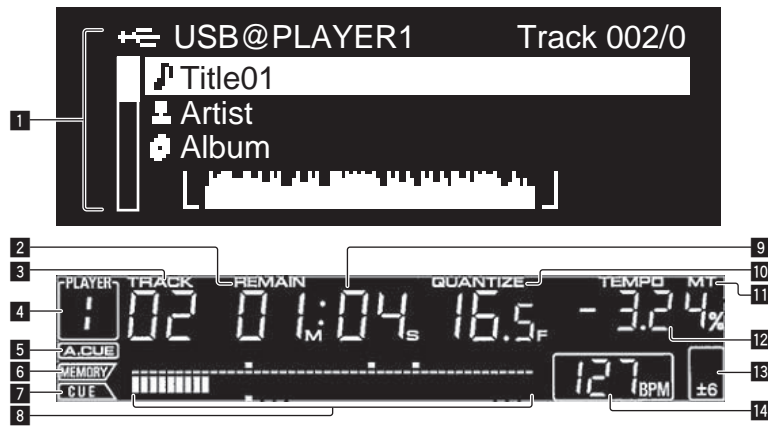 USB@PLAYER1 Track 002/0
Title01
Artist
Album
1
2
3
4
5
6
7
8
9
10
11
12
13
14
PLAYER TRACK REMAIN QUANTIZE TEMPO MT
1 02 01:M 04S 16.5F -3.24%
A.CUE
MEMORY
CUE
127 BPM ±6